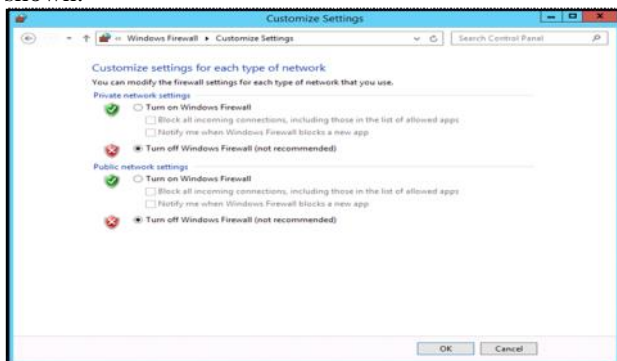 Customize Settings
« Windows Firewall ▸ Customize Settings
Search Control Panel
Customize settings for each type of network
You can modify the firewall settings for each type of network that you use.
Private network settings
Turn on Windows Firewall
Block all incoming connections, including those in the list of allowed apps
Notify me when Windows Firewall blocks a new app
Turn off Windows Firewall (not recommended)
Public network settings
Turn on Windows Firewall
Block all incoming connections, including those in the list of allowed apps
Notify me when Windows Firewall blocks a new app
Turn off Windows Firewall (not recommended)
OK Cancel